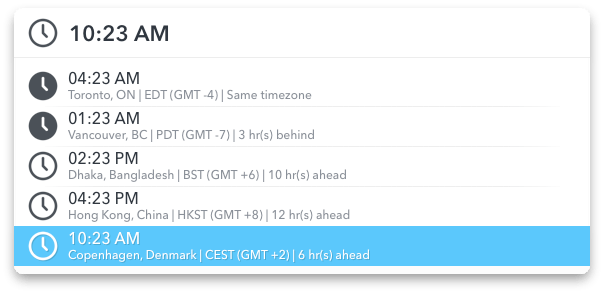 10:23 AM
04:23 AM
Toronto, ON | EDT (GMT -4) | Same timezone
01:23 AM
Vancouver, BC | PDT (GMT -7) | 3 hr(s) behind
02:23 PM
Dhaka, Bangladesh | BST (GMT +6) | 10 hr(s) ahead
04:23 PM
Hong Kong, China | HKST (GMT +8) | 12 hr(s) ahead
10:23 AM
Copenhagen, Denmark | CEST (GMT +2) | 6 hr(s) ahead